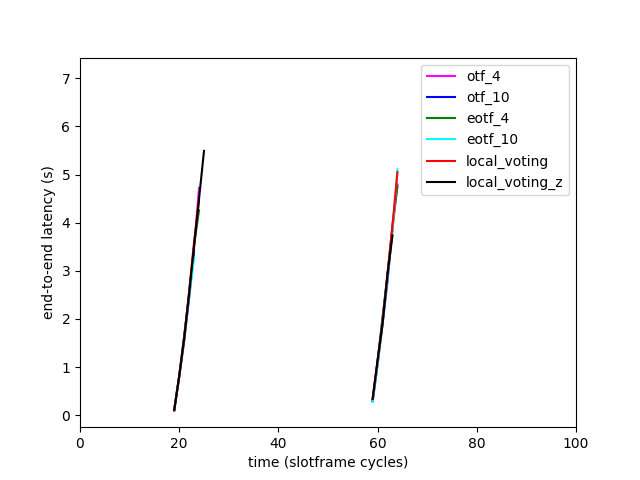 otf_4
otf_10
eotf_4
eotf_10
local_voting
local_voting_z
end-to-end latency (s)
7
6
5
4
3
2
1
0
0 20 40 60 80 100
time (slotframe cycles)